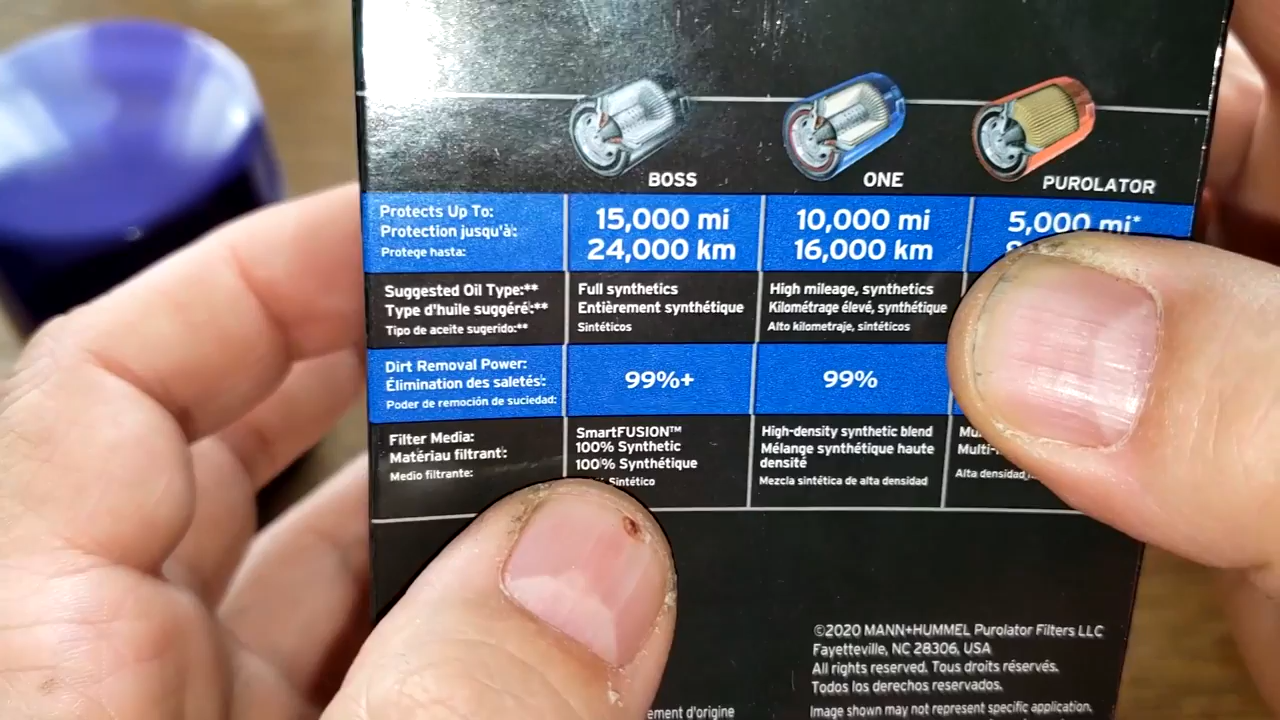 BOSS
ONE
PUROLATOR
Protects Up To:
Protection jusqu'à:
Protege hasta:
15,000 mi
24,000 km
10,000 mi
16,000 km
5,000 mi*
Suggested Oil Type:**
Type d'huile suggéré:**
Tipo de aceite sugerido:**
Full synthetics
Entièrement synthétique
Sintéticos
High mileage, synthetics
Kilométrage élevé, synthétique
Alto kilometraje, sintéticos
Dirt Removal Power:
Élimination des saletés:
Poder de remoción de suciedad:
99%+
99%
Filter Media:
Matériau filtrant:
Medio filtrante:
SmartFUSION™
100% Synthetic
100% Synthétique
Sintético
High-density synthetic blend
Mélange synthétique haute
densité
Mezcla sintética de alta densidad
Alta densidad
©2020 MANN+HUMMEL Purolator Filters LLC
Fayetteville, NC 28306, USA
All rights reserved. Tous droits réservés.
Todos los derechos reservados.
Image shown may not represent specific application.
d'origine